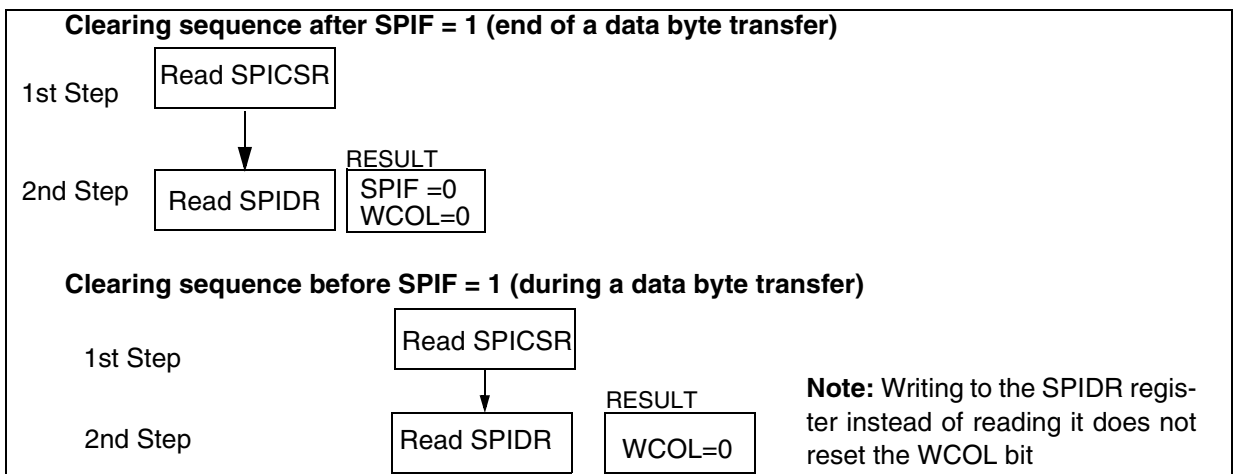 Clearing sequence after SPIF = 1 (end of a data byte transfer)
1st Step
Read SPICSR
2nd Step
Read SPIDR
RESULT
SPIF =0
WCOL=0
Clearing sequence before SPIF = 1 (during a data byte transfer)
1st Step
Read SPICSR
2nd Step
Read SPIDR
RESULT
WCOL=0
Note: Writing to the SPIDR regis-
ter instead of reading it does not
reset the WCOL bit